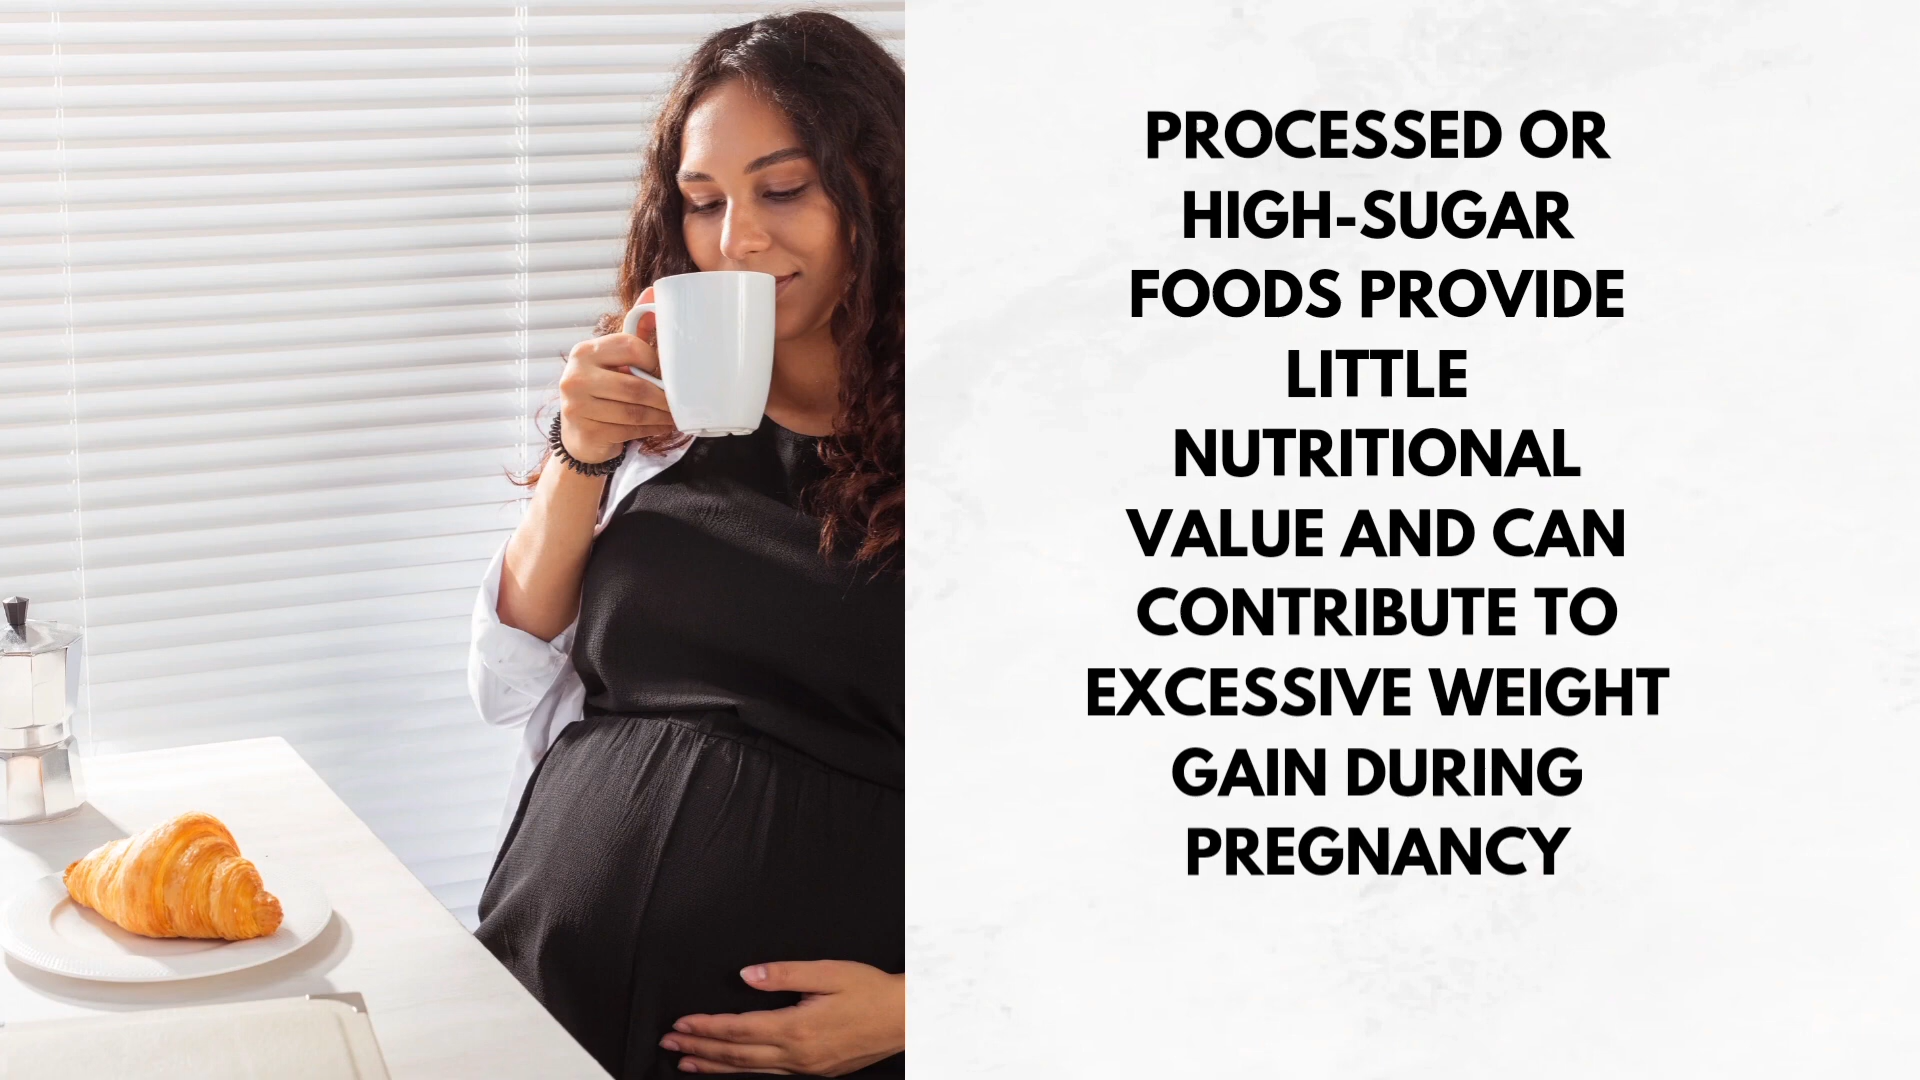 PROCESSED OR
HIGH-SUGAR
FOODS PROVIDE
LITTLE
NUTRITIONAL
VALUE AND CAN
CONTRIBUTE TO
EXCESSIVE WEIGHT
GAIN DURING
PREGNANCY